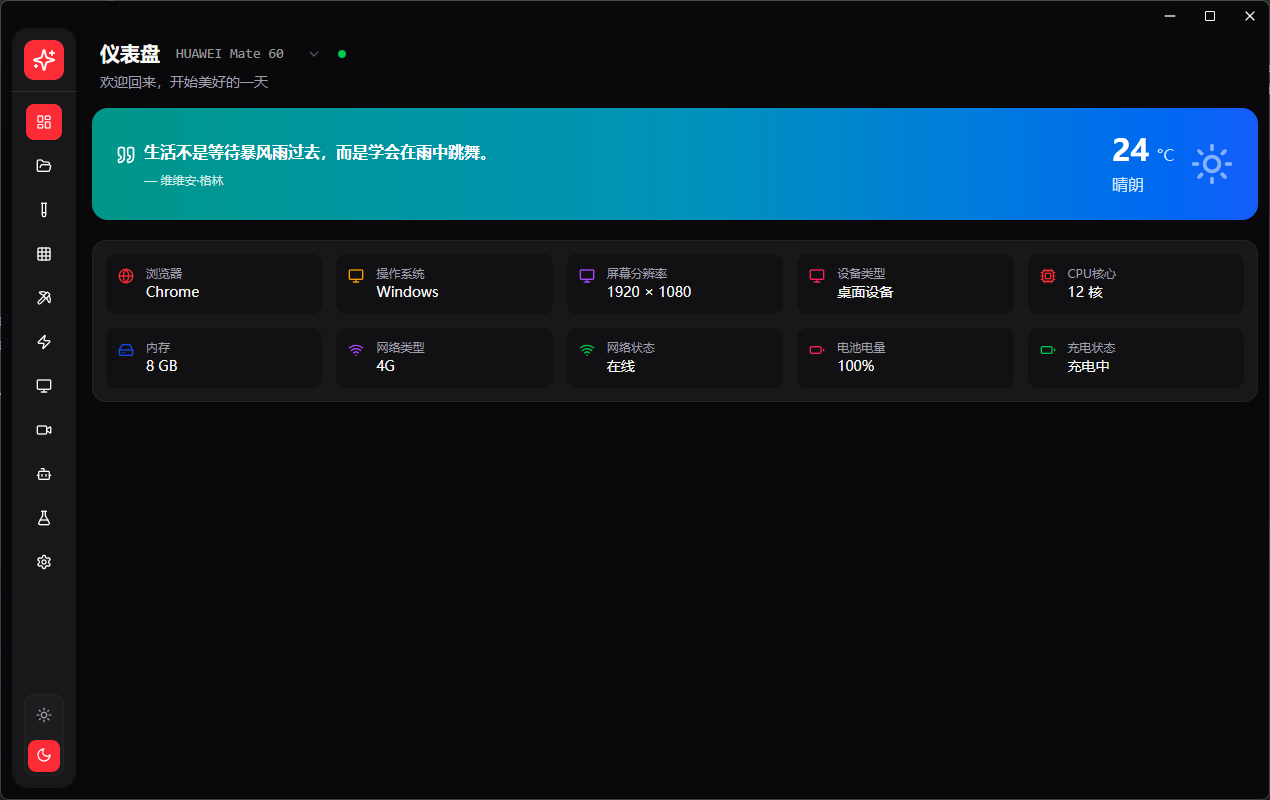 仪表盘 HUAWEI Mate 60
欢迎回来，开始美好的一天
生活不是等待暴风雨过去，而是学会在雨中跳舞。
— 维维安·格林
24 °C
晴朗
浏览器
Chrome
操作系统
Windows
屏幕分辨率
1920 × 1080
设备类型
桌面设备
CPU核心
12 核
内存
8 GB
网络类型
4G
网络状态
在线
电池电量
100%
充电状态
充电中